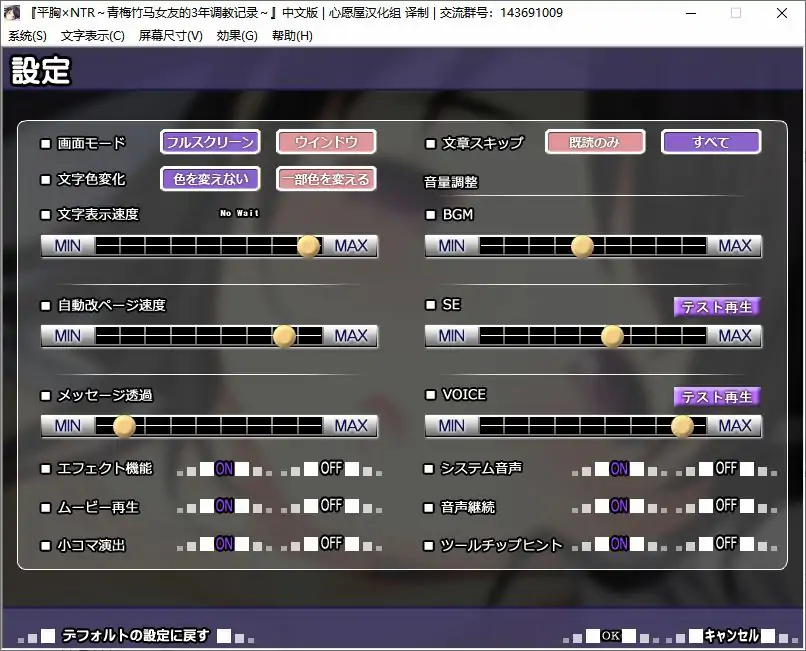 『平胸×NTR～青梅竹马女友的3年调教记录～』中文版 | 心愿屋汉化组 译制 | 交流群号：143691009
系统(S) 文字表示(C) 屏幕尺寸(V) 效果(G) 帮助(H)
設定
画面モード フルスクリーン ウインドウ
文章スキップ 既読のみ すべて
文字色変化 色を変えない 一部色を変える
音量調整
文字表示速度 No Wait
BGM
MIN MAX
MIN MAX
自動改ページ速度
SE テスト再生
MIN MAX
MIN MAX
メッセージ透過
VOICE テスト再生
MIN MAX
MIN MAX
エフェクト機能 ON OFF
システム音声 ON OFF
ムービー再生 ON OFF
音声継続 ON OFF
小コマ演出 ON OFF
ツールチップヒント ON OFF
デフォルトの設定に戻す OK キャンセル